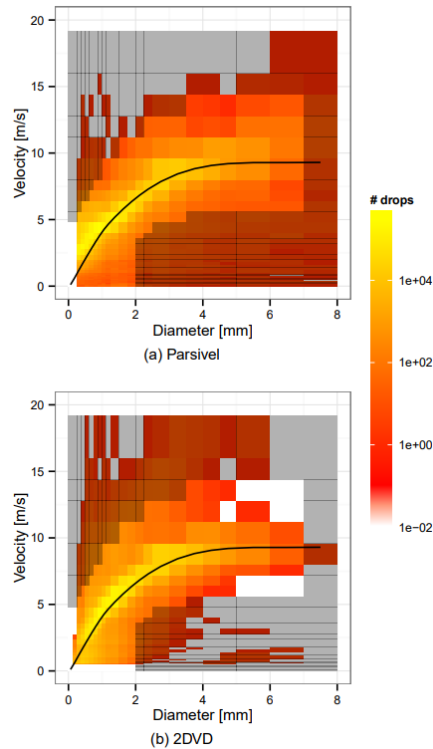 20
15
10
5
0
Velocity [m/s]
0 2 4 6 8
Diameter [mm]
(a) Parsivel
# drops
1e+04
1e+02
1e+00
1e−02
20
15
10
5
0
Velocity [m/s]
0 2 4 6 8
Diameter [mm]
(b) 2DVD